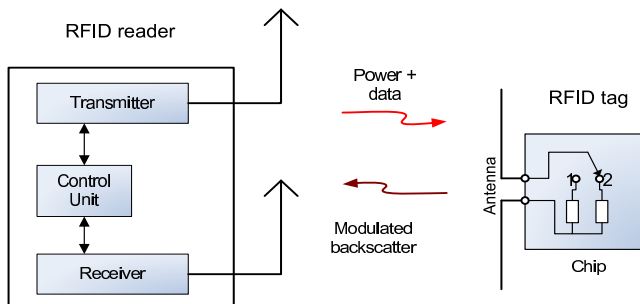 RFID reader
Transmitter
Control
Unit
Receiver
Power +
data
Modulated
backscatter
RFID tag
Antenna
1
2
Chip